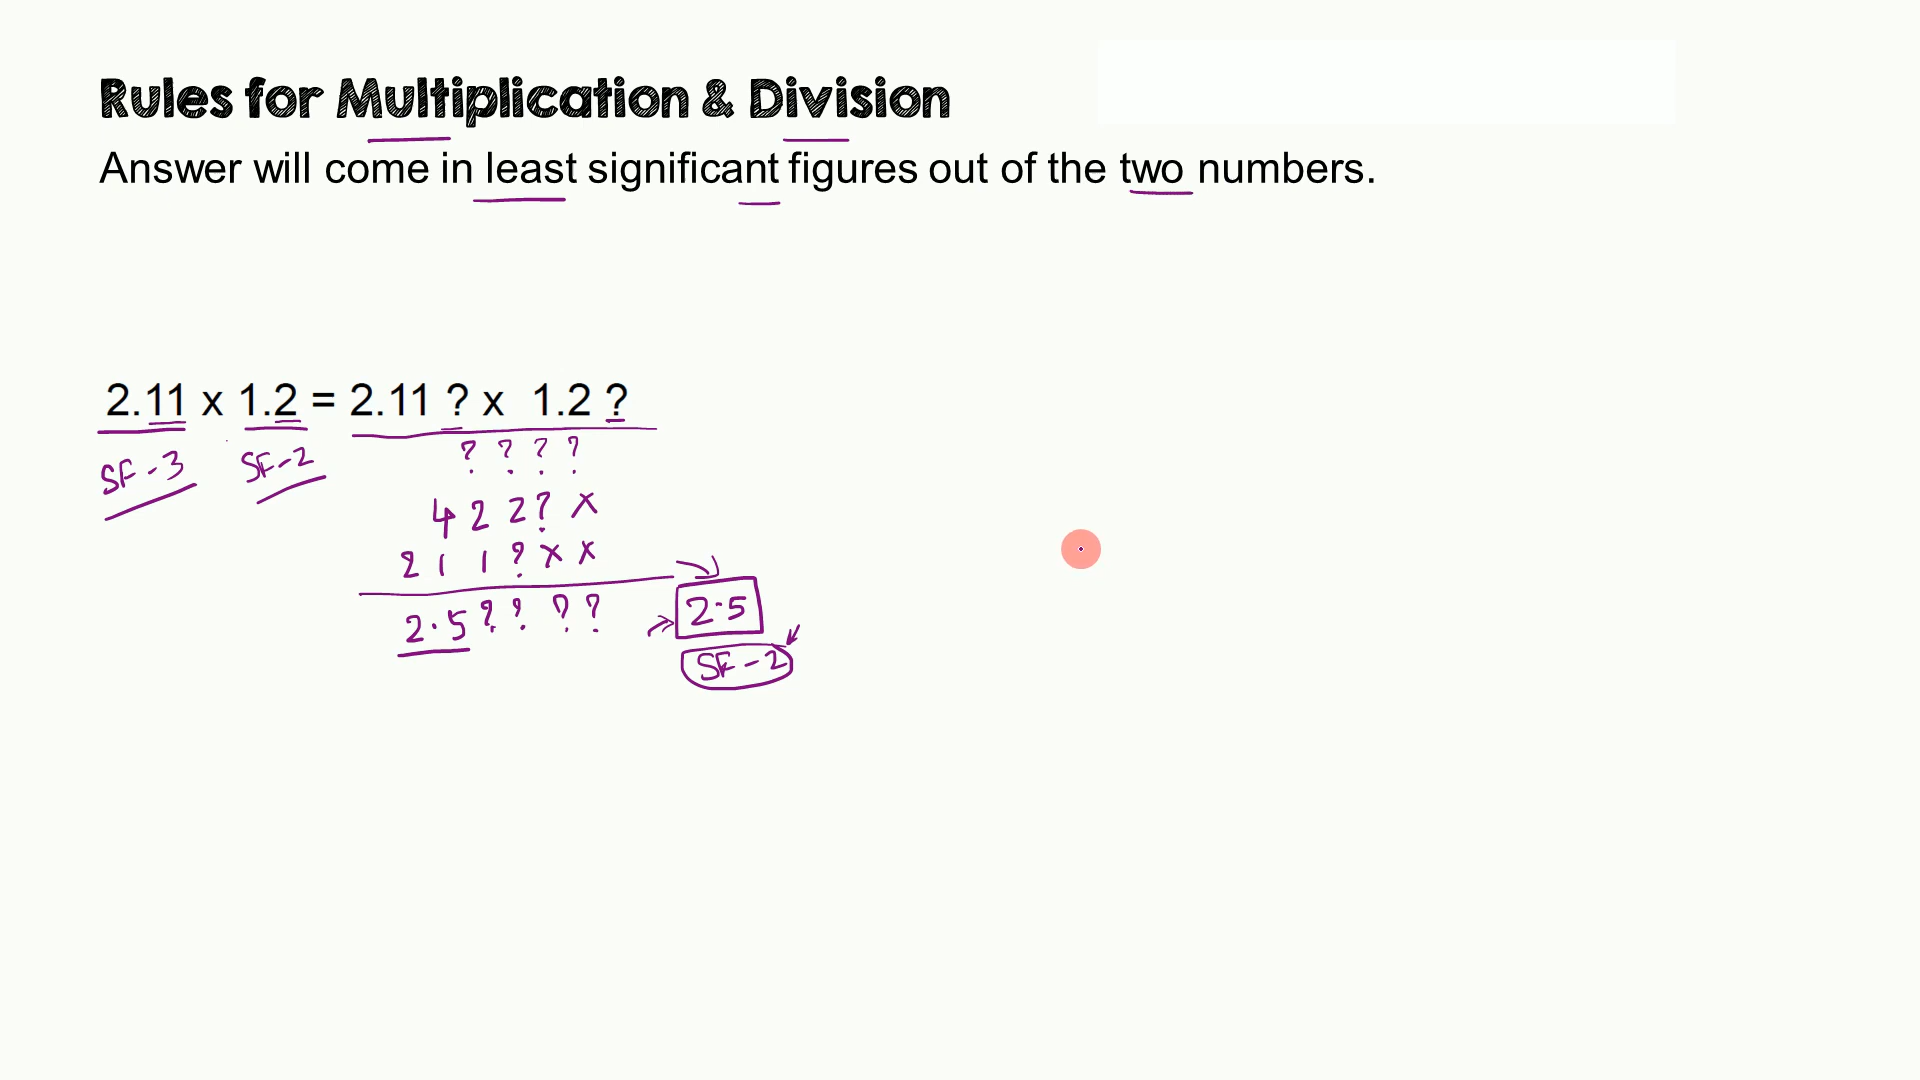 Rules for Multiplication & Division
Answer will come in least significant figures out of the two numbers.
2.11 x 1.2 = 2.11 ? x 1.2 ?
SF-3 SF-2
? ? ? ?
4 2 2 ? x
2 1 1 ? x x
2.5 ? ? ? ?
2.5
SF-2